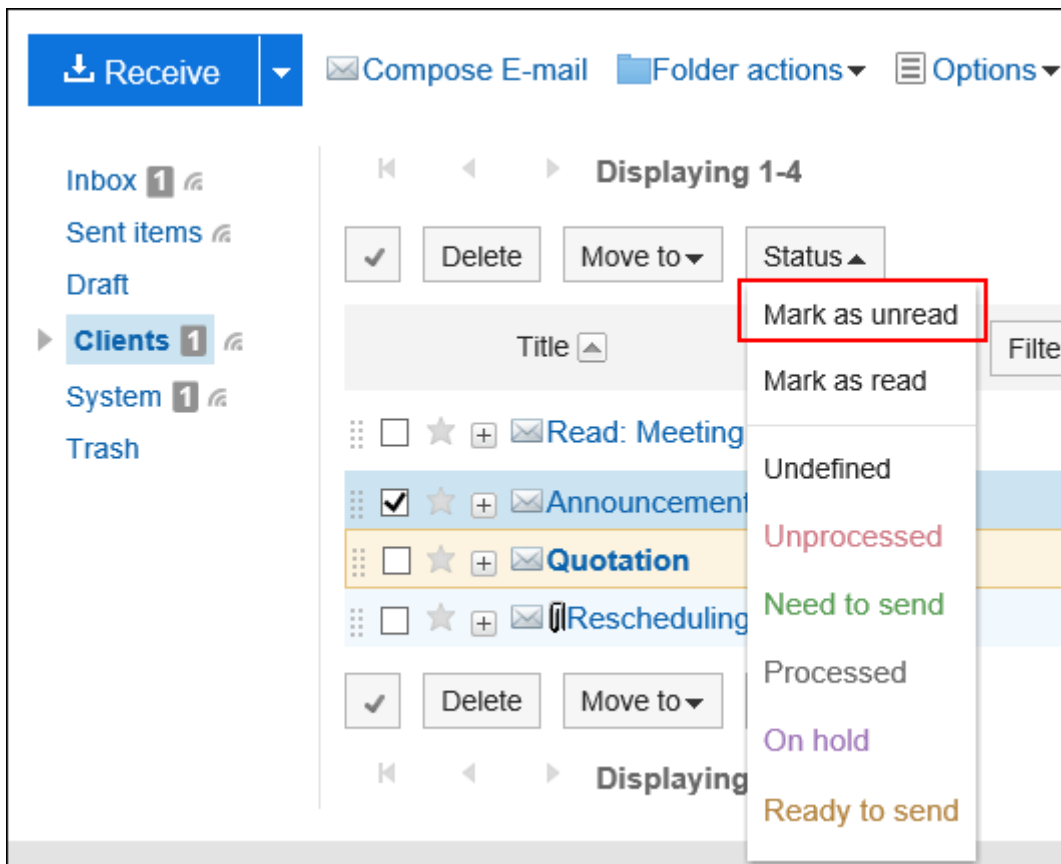 Receive Compose E-mail Folder actions Options
Inbox 1
Sent items
Draft
Clients 1
System 1
Trash
Displaying 1-4
Delete Move to Status
Mark as unread
Mark as read
Undefined
Unprocessed
Need to send
Processed
On hold
Ready to send
Title Filte
Read: Meeting
Announcement
Quotation
Rescheduling
Delete Move to
Displaying